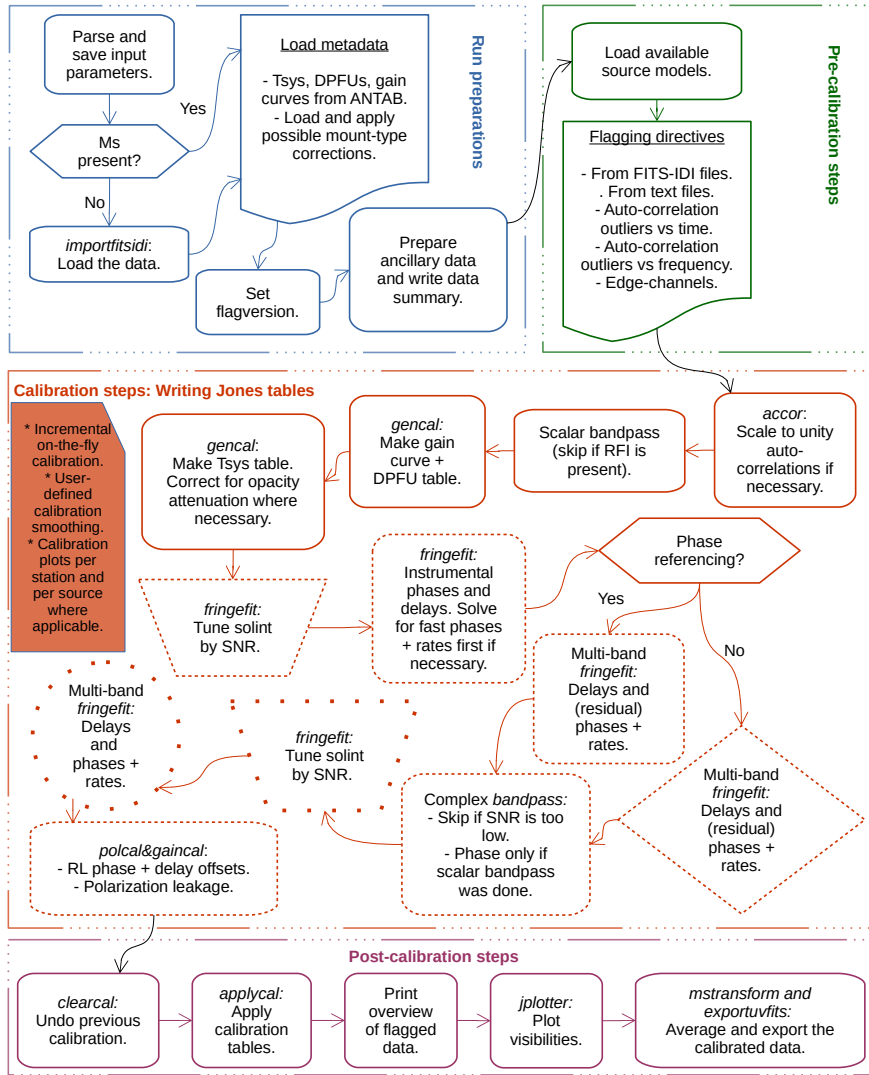 Parse and
save input
parameters.
Yes
Ms
present?
No
importfitsidi:
Load the data.
Load metadata
- Tsys, DPFUs, gain
curves from ANTAB.
- Load and apply
possible mount-type
corrections.
Set
flagversion.
Prepare
ancillary data
and write data
summary.
Run preparations
Load available
source models.
Flagging directives
- From FITS-IDI files.
. From text files.
- Auto-correlation
outliers vs time.
- Auto-correlation
outliers vs frequency.
- Edge-channels.
Pre-calibration steps
Calibration steps: Writing Jones tables
* Incremental
on-the-fly
calibration.
* User-
defined
calibration
smoothing.
* Calibration
plots per
station and
per source
where
applicable.
accor:
Scale to unity
auto-
correlations if
necessary.
Scalar bandpass
(skip if RFI is
present).
gencal:
Make gain
curve +
DPFU table.
gencal:
Make Tsys table.
Correct for opacity
attenuation where
necessary.
fringefit:
Tune solint
by SNR.
fringefit:
Instrumental
phases and
delays. Solve
for fast phases
+ rates first if
necessary.
Phase
referencing?
Yes
No
Multi-band
fringefit:
Delays and
(residual)
phases +
rates.
Multi-band
fringefit:
Delays and
(residual)
phases +
rates.
Complex bandpass:
- Skip if SNR is too
low.
- Phase only if
scalar bandpass
was done.
fringefit:
Tune solint
by SNR.
Multi-band
fringefit:
Delays
and
phases +
rates.
polcal&gaincal:
- RL phase + delay offsets.
- Polarization leakage.
Post-calibration steps
clearcal:
Undo previous
calibration.
applycal:
Apply
calibration
tables.
Print
overview
of flagged
data.
jplotter:
Plot
visibilities.
mstransform and
exportuvfits:
Average and export the
calibrated data.